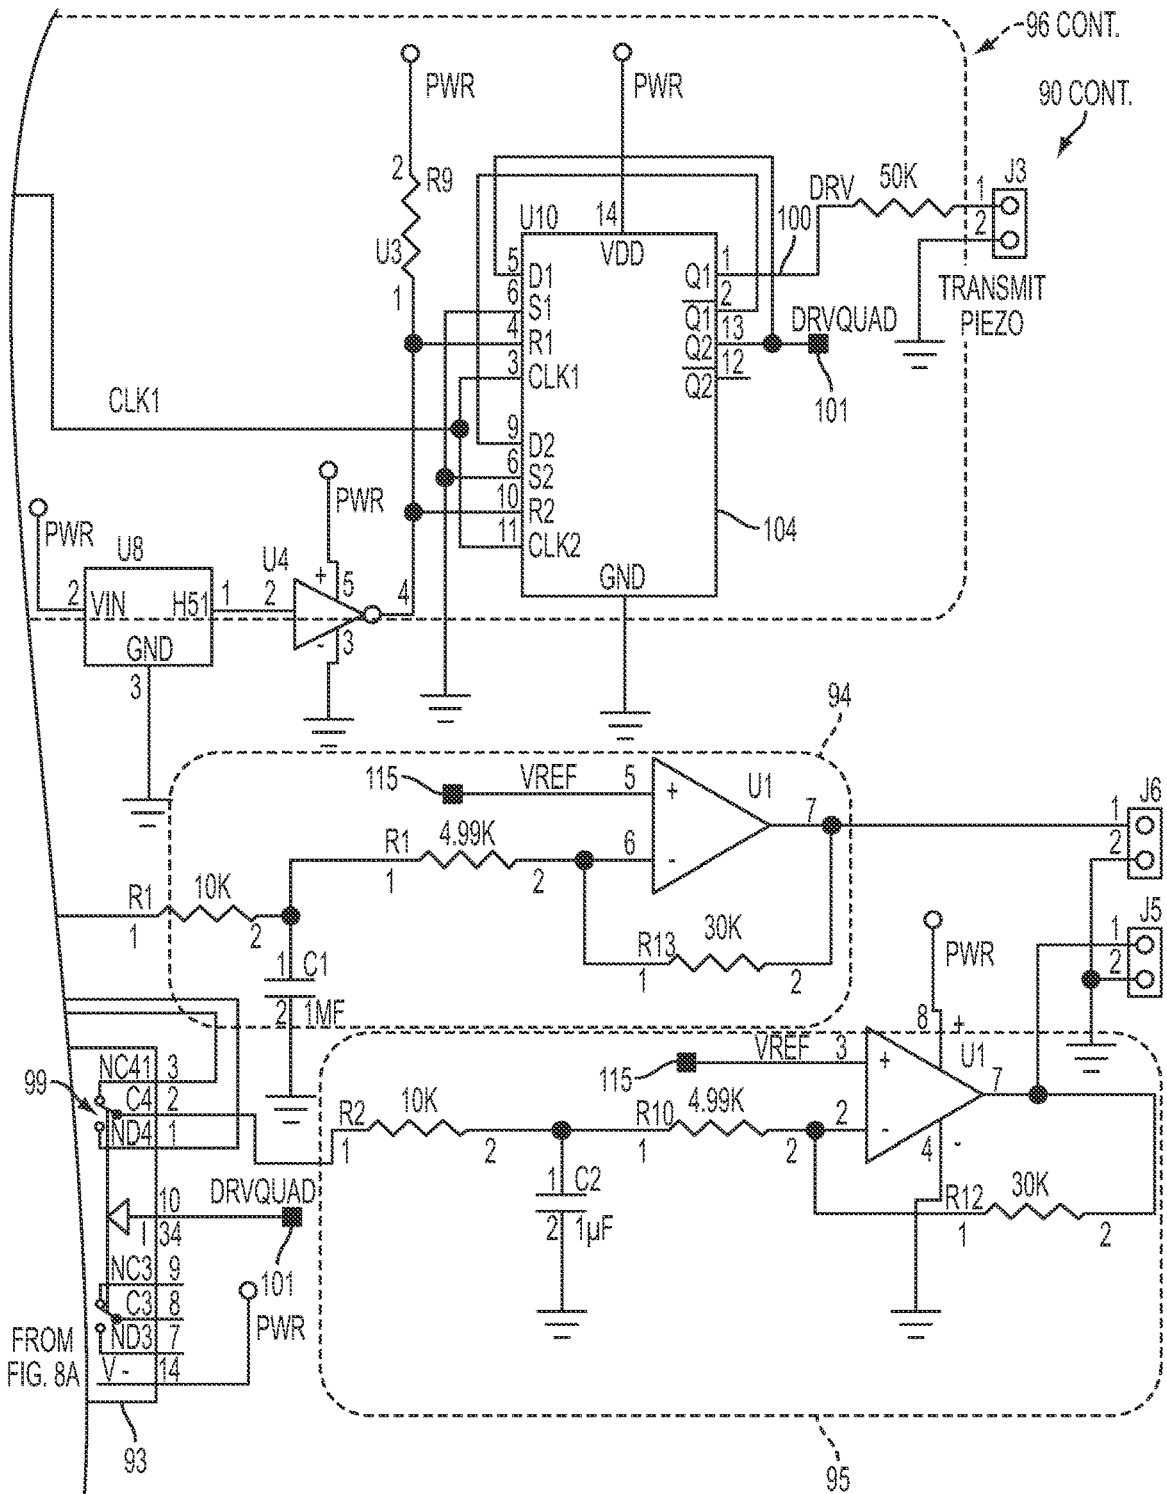 96 CONT.
90 CONT.
PWR
PWR
2
R9
U3
1
U10
14
VDD
5
D1
6
S1
4
R1
3
CLK1
9
D2
6
S2
10
R2
11
CLK2
GND
Q1
1
Q1
2
Q2
13
Q2
12
100
DRV
50K
1
2
J3
TRANSMIT
PIEZO
DRVQUAD
101
104
CLK1
PWR
U8
2
VIN
H51
1
GND
3
PWR
U4
2
+
5
-
3
4
94
115
VREF
5
+
U1
7
6
-
R1
4.99K
1
2
R1
10K
1
2
R13
30K
1
2
1
C1
2
1MF
J6
1
2
J5
1
2
PWR
8
+
U1
115
VREF
3
+
7
2
-
4
-
R2
10K
1
2
R10
4.99K
1
2
1
C2
2
1µF
R12
30K
1
2
99
NC41
3
C4
2
ND4
1
DRVQUAD
101
10
I
34
NC3
9
C3
8
ND3
7
V -
14
PWR
FROM
FIG. 8A
93
95